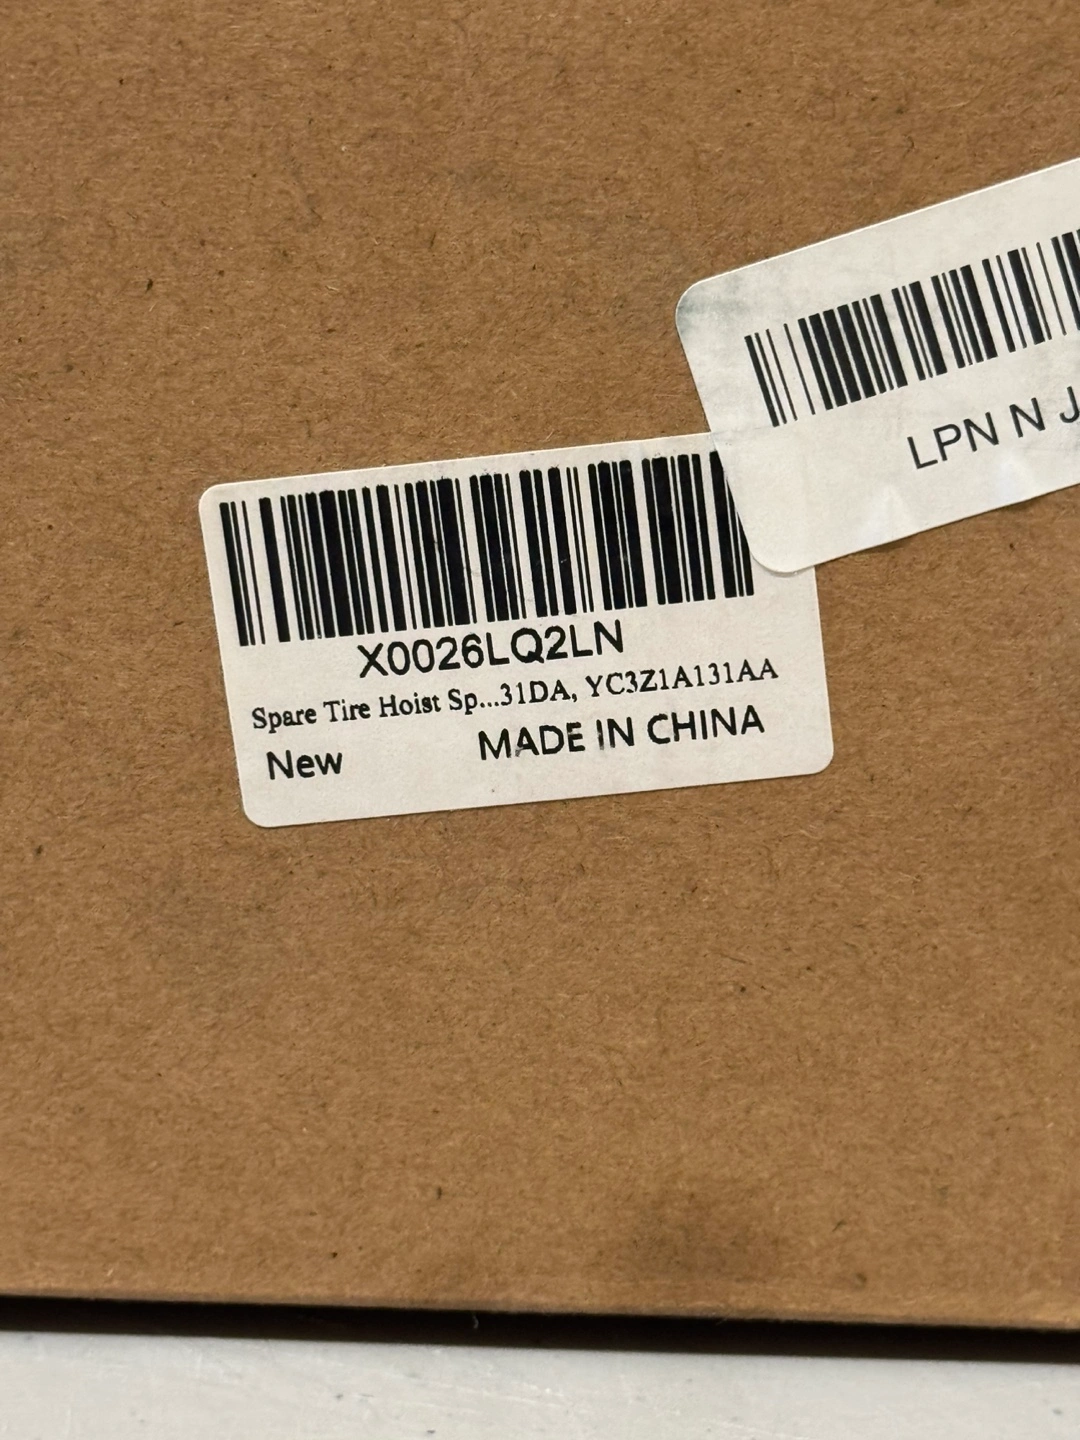 LPN N J
X0026LQ2LN
Spare Tire Hoist Sp...31DA, YC3Z1A131AA
New MADE IN CHINA